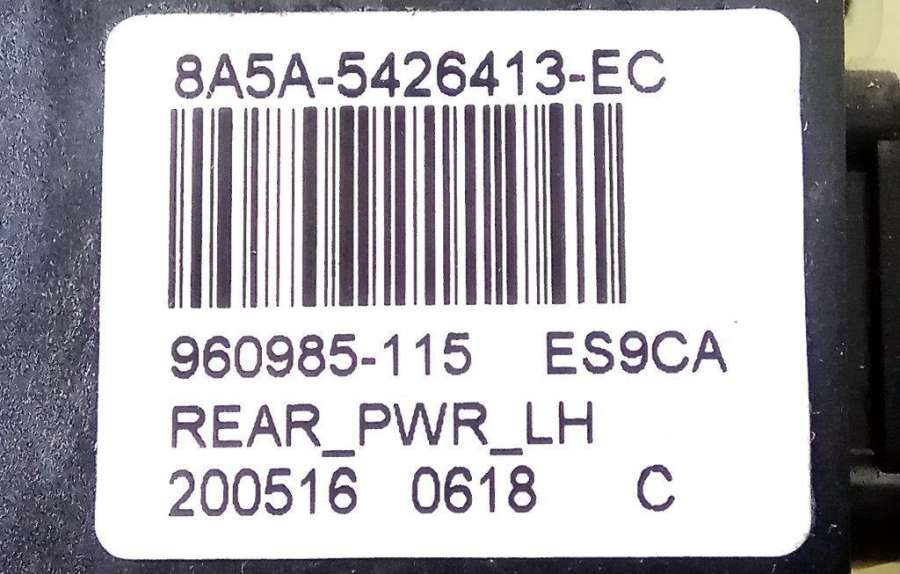 8A5A-5426413-EC
960985-115 ES9CA
REAR_PWR_LH
200516 0618 C